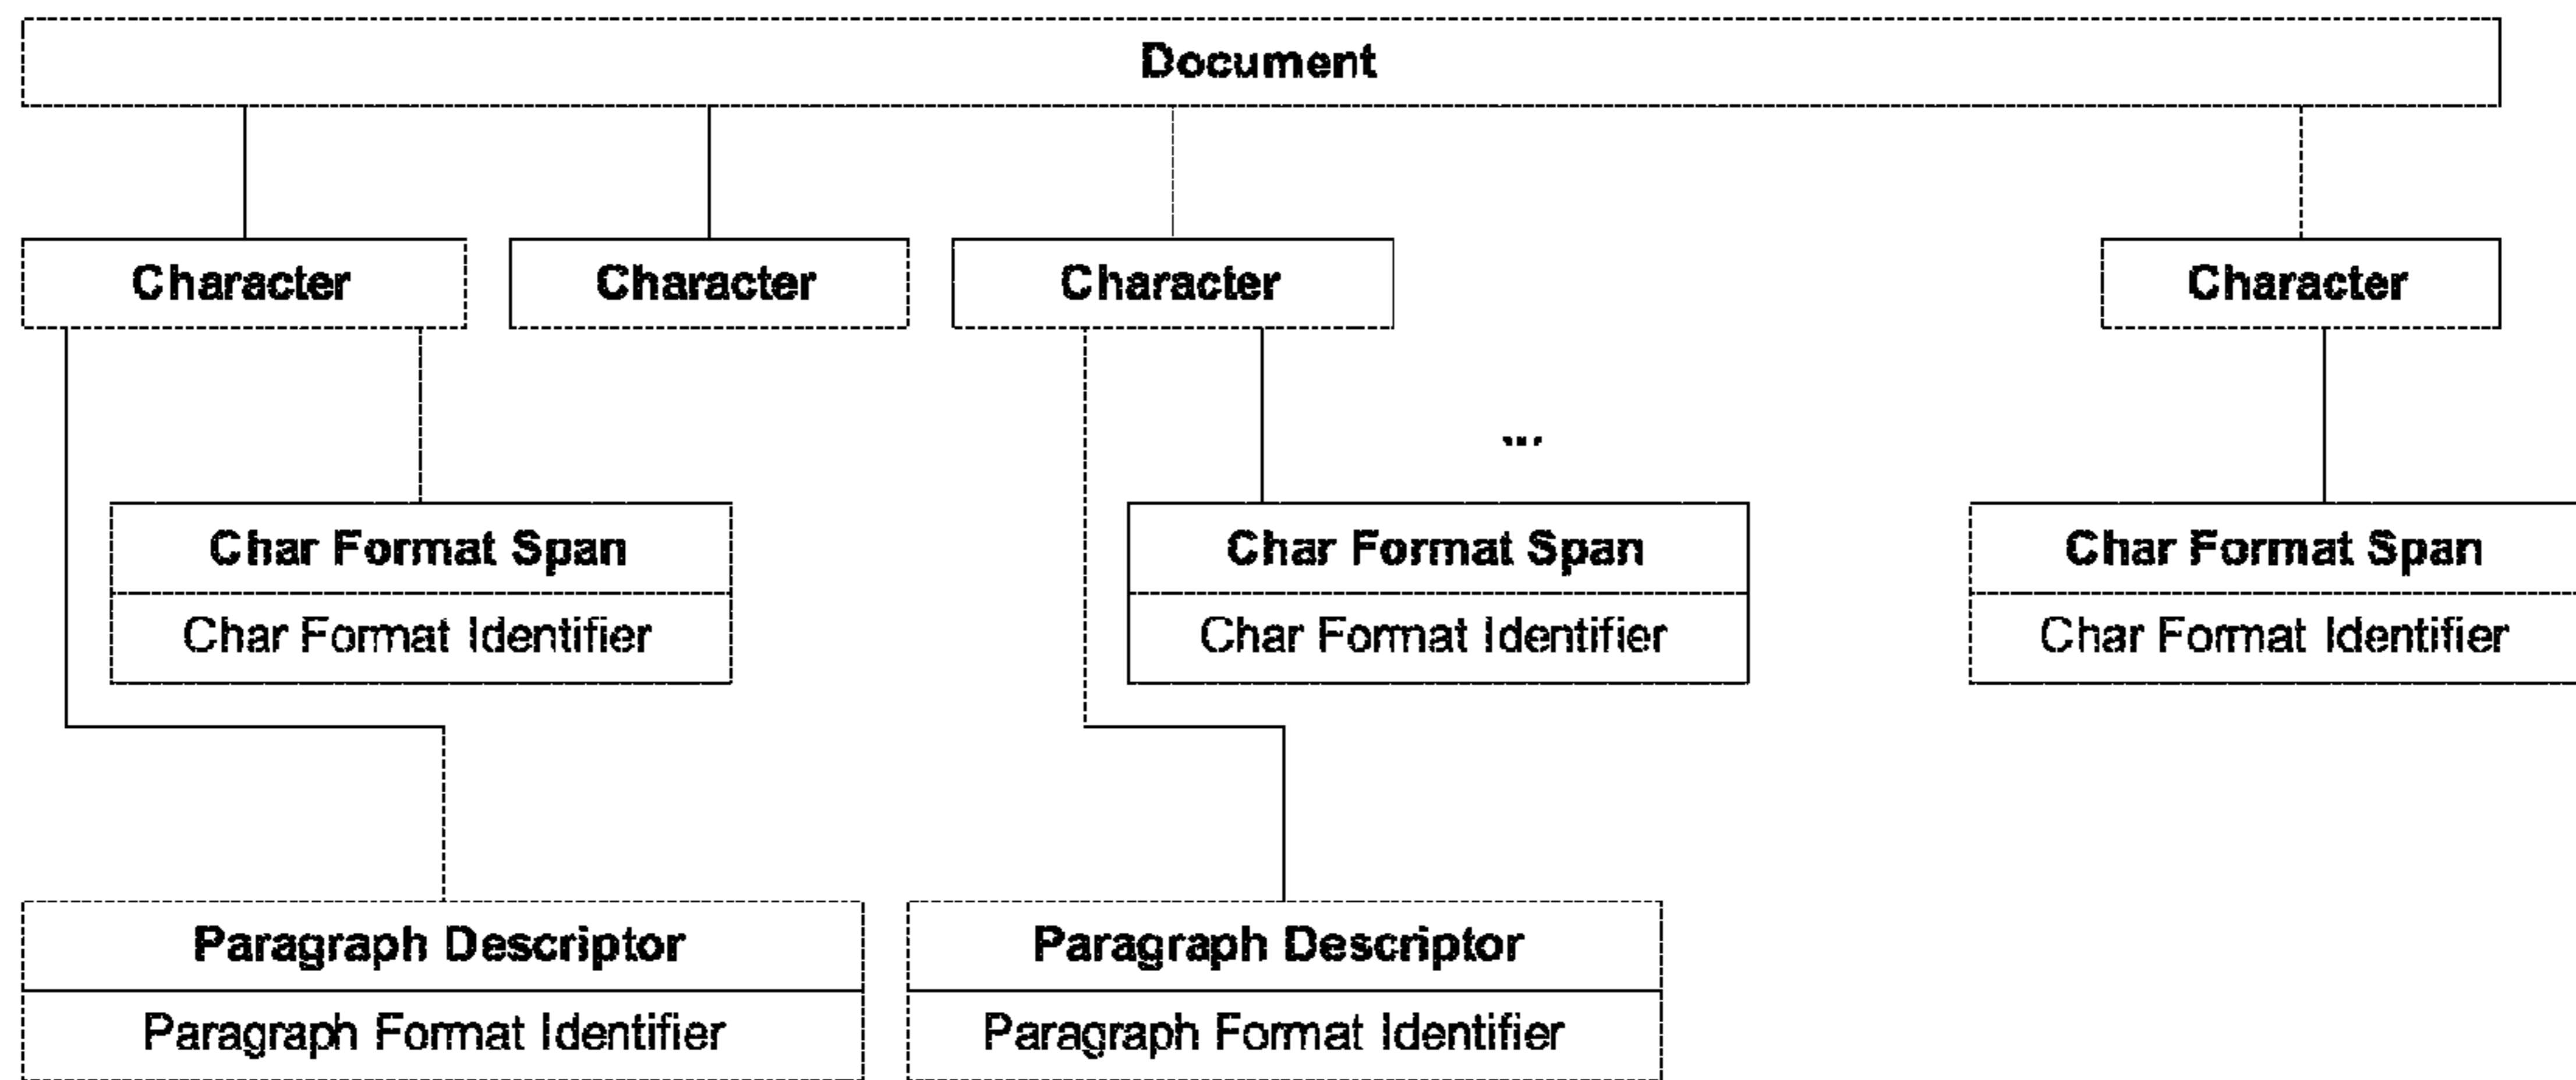 Document
Character
Character
Character
Character
...
Char Format Span
Char Format Identifier
Char Format Span
Char Format Identifier
Char Format Span
Char Format Identifier
Paragraph Descriptor
Paragraph Format Identifier
Paragraph Descriptor
Paragraph Format Identifier